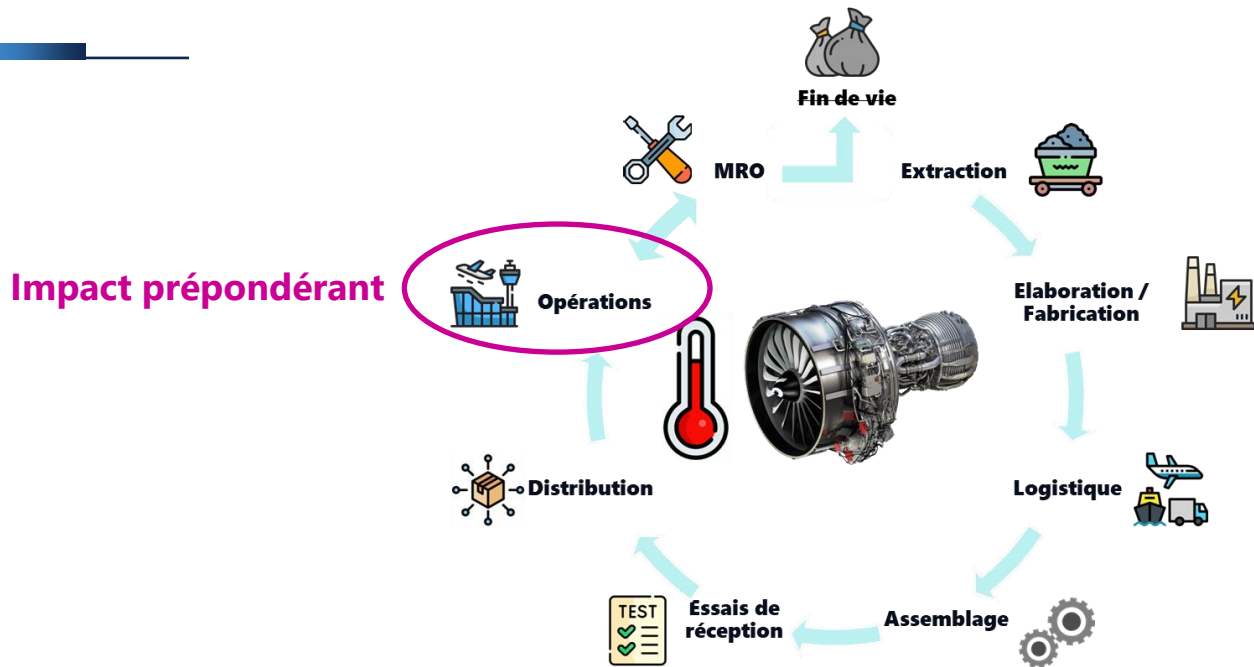 Fin de vie
MRO
Extraction
Impact prépondérant
Opérations
Elaboration /
Fabrication
Distribution
Logistique
TEST
Essais de
réception
Assemblage